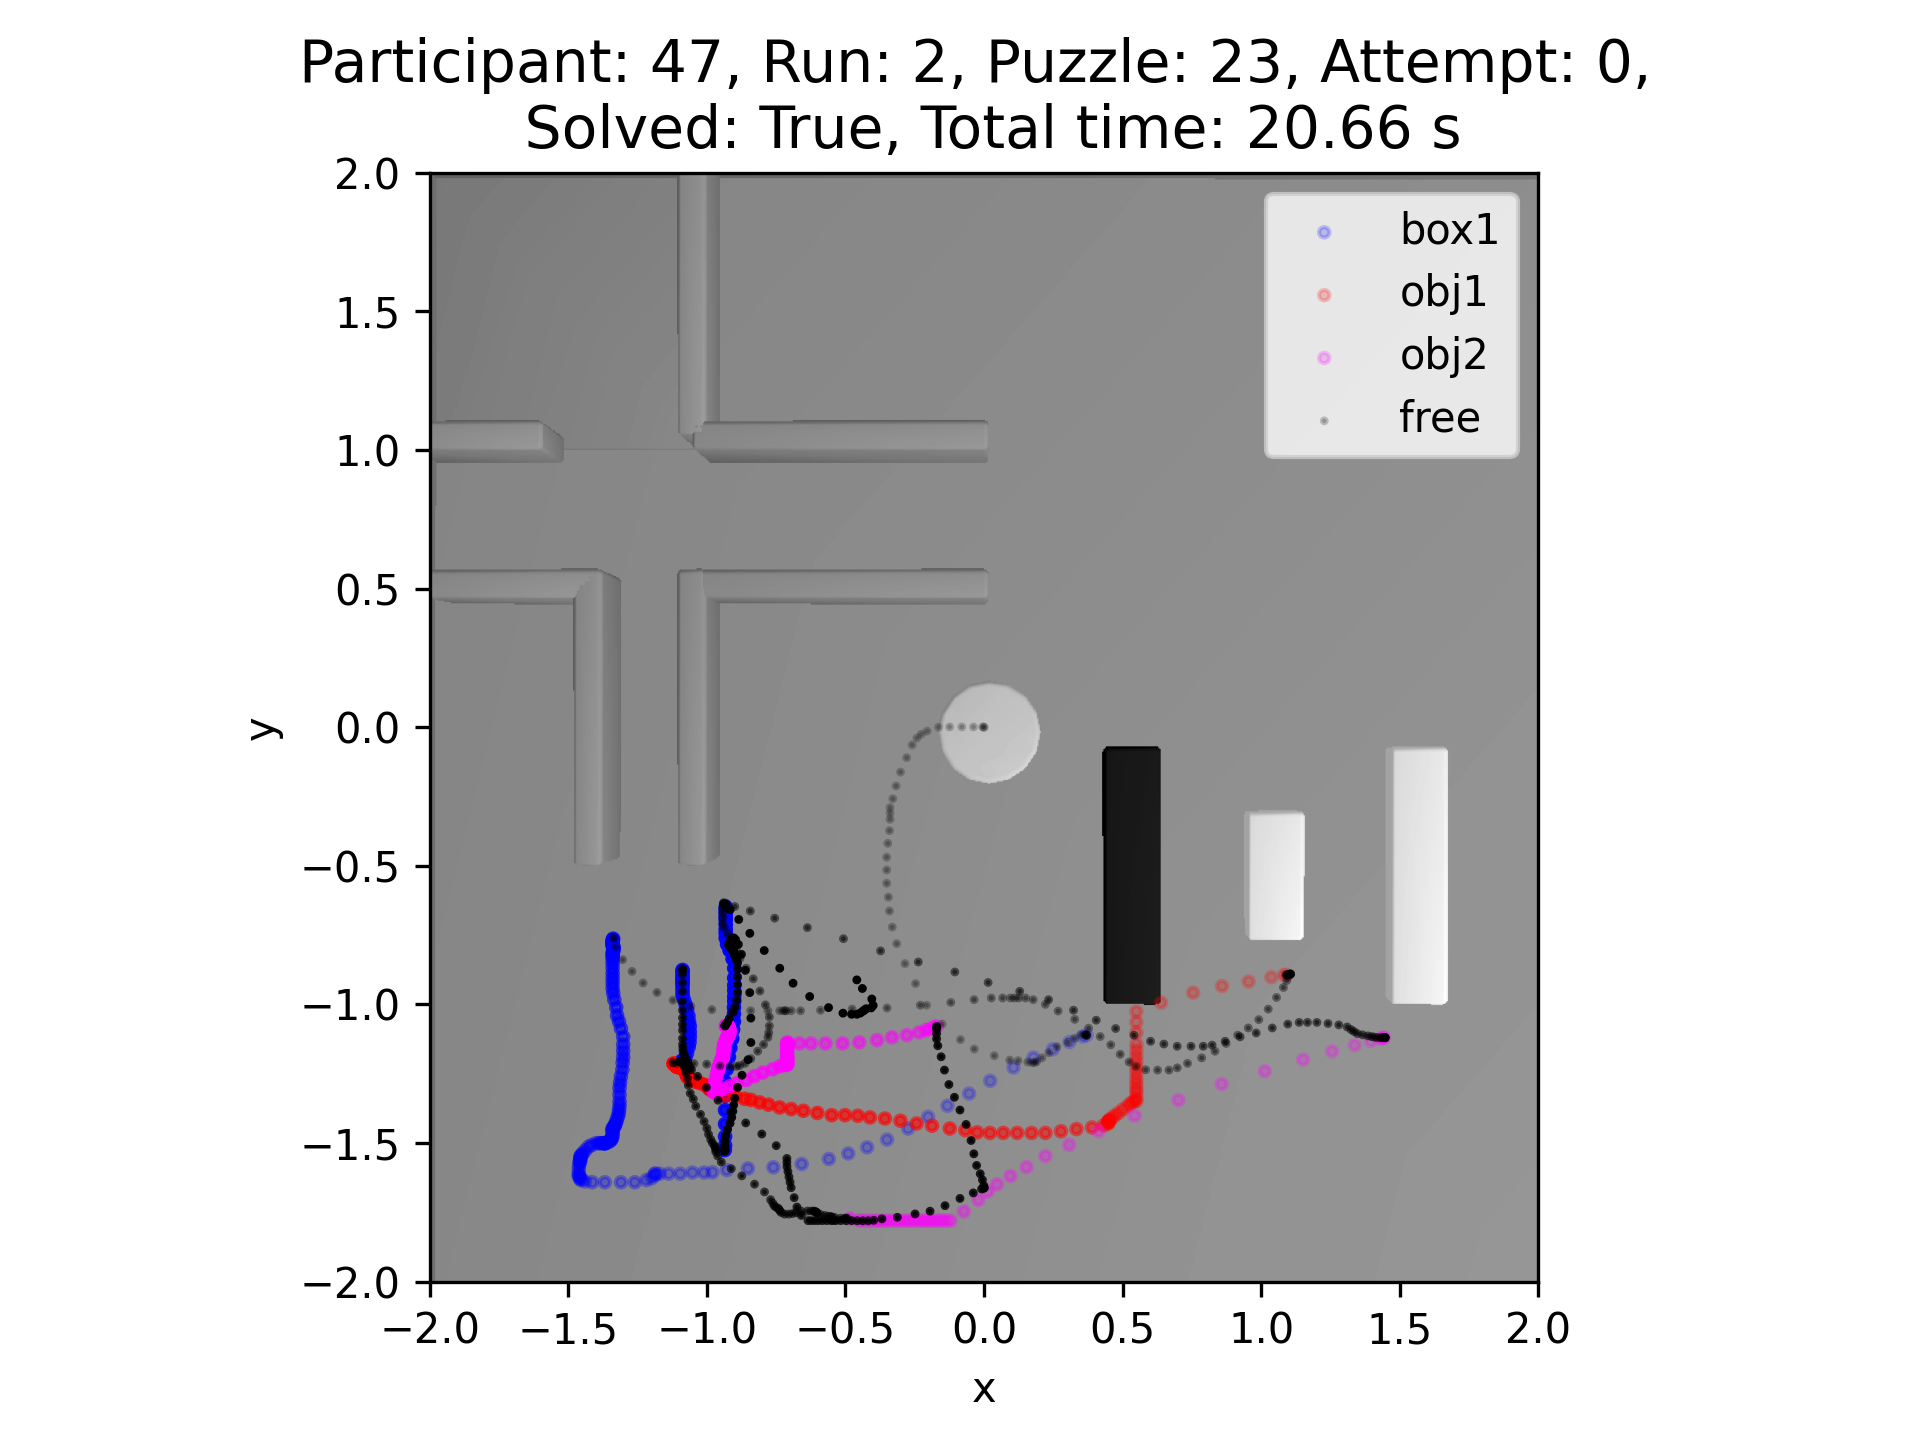 Participant: 47, Run: 2, Puzzle: 23, Attempt: 0,
Solved: True, Total time: 20.66 s
2.0
1.5
1.0
0.5
0.0
−0.5
−1.0
−1.5
−2.0
y
box1
obj1
obj2
free
−2.0 −1.5 −1.0 −0.5 0.0 0.5 1.0 1.5 2.0
x